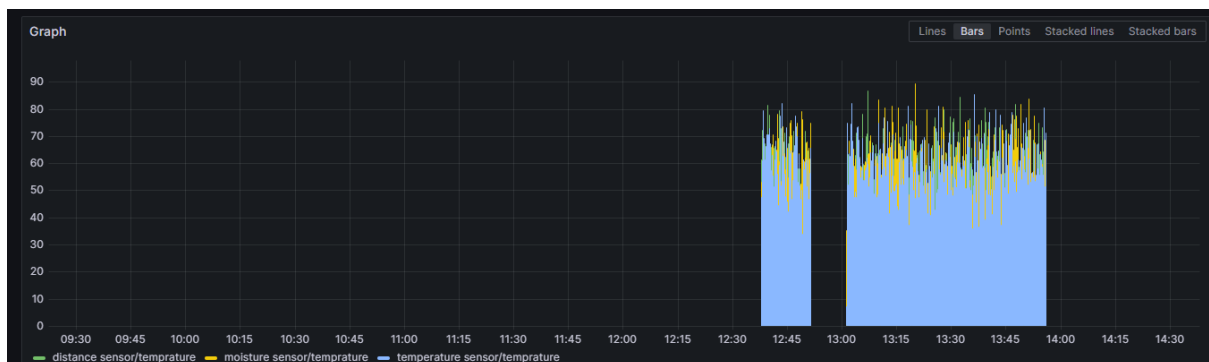 Graph
Lines Bars Points Stacked lines Stacked bars
90
80
70
60
50
40
30
20
10
0
09:30 09:45 10:00 10:15 10:30 10:45 11:00 11:15 11:30 11:45 12:00 12:15 12:30 12:45 13:00 13:15 13:30 13:45 14:00 14:15 14:30
distance sensor/temprature moisture sensor/temprature temperature sensor/temprature